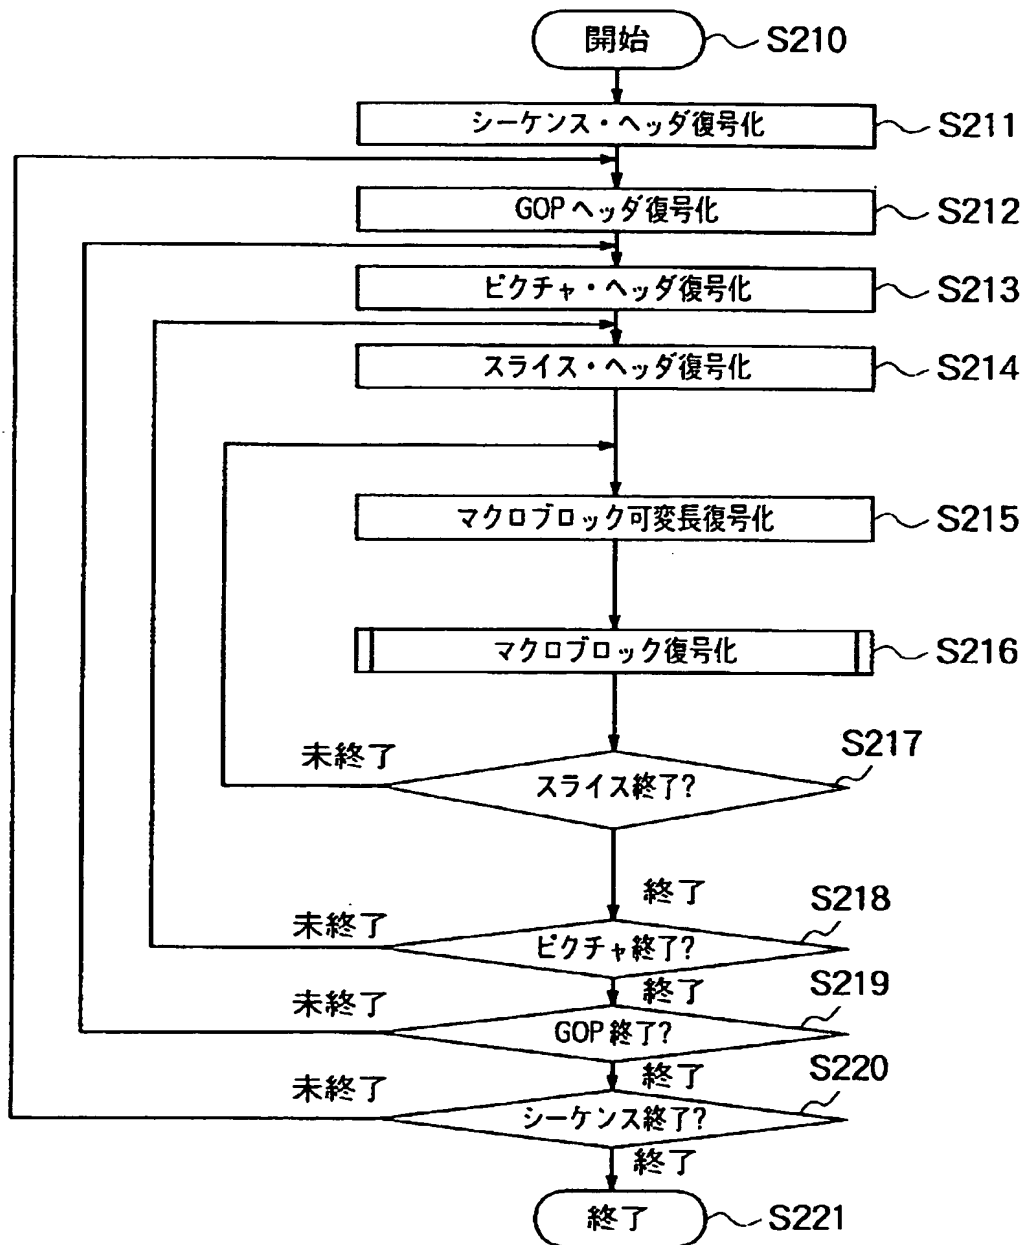 開始 S210
シーケンス・ヘッダ復号化 S211
GOPヘッダ復号化 S212
ピクチャ・ヘッダ復号化 S213
スライス・ヘッダ復号化 S214
マクロブロック可変長復号化 S215
マクロブロック復号化 S216
S217
未終了
スライス終了?
終了
S218
未終了
ピクチャ終了?
終了
S219
未終了
GOP終了?
終了
S220
未終了
シーケンス終了?
終了
終了 S221